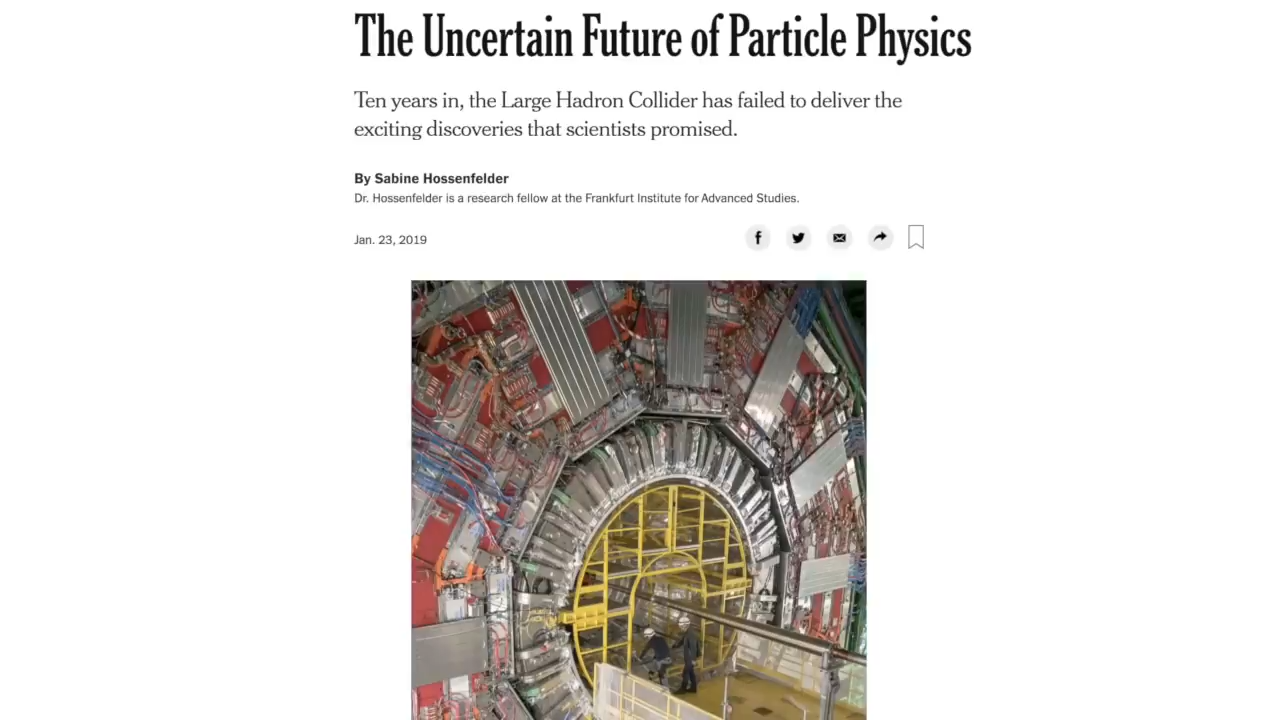 The Uncertain Future of Particle Physics
Ten years in, the Large Hadron Collider has failed to deliver the
exciting discoveries that scientists promised.
By Sabine Hossenfelder
Dr. Hossenfelder is a research fellow at the Frankfurt Institute for Advanced Studies.
Jan. 23, 2019